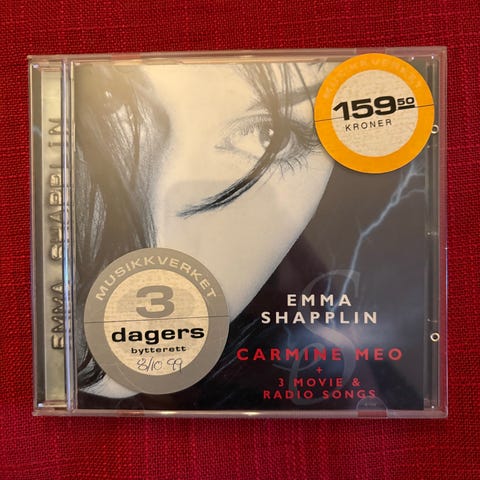 EMMA SHAPPLIN
MUSIKKVERKET
159 50
KRONER
MUSIKKVERKET
3
dagers
bytterett
8/10 99
S
S
EMMA
SHAPPLIN
CARMINE MEO
+
3 MOVIE &
RADIO SONGS